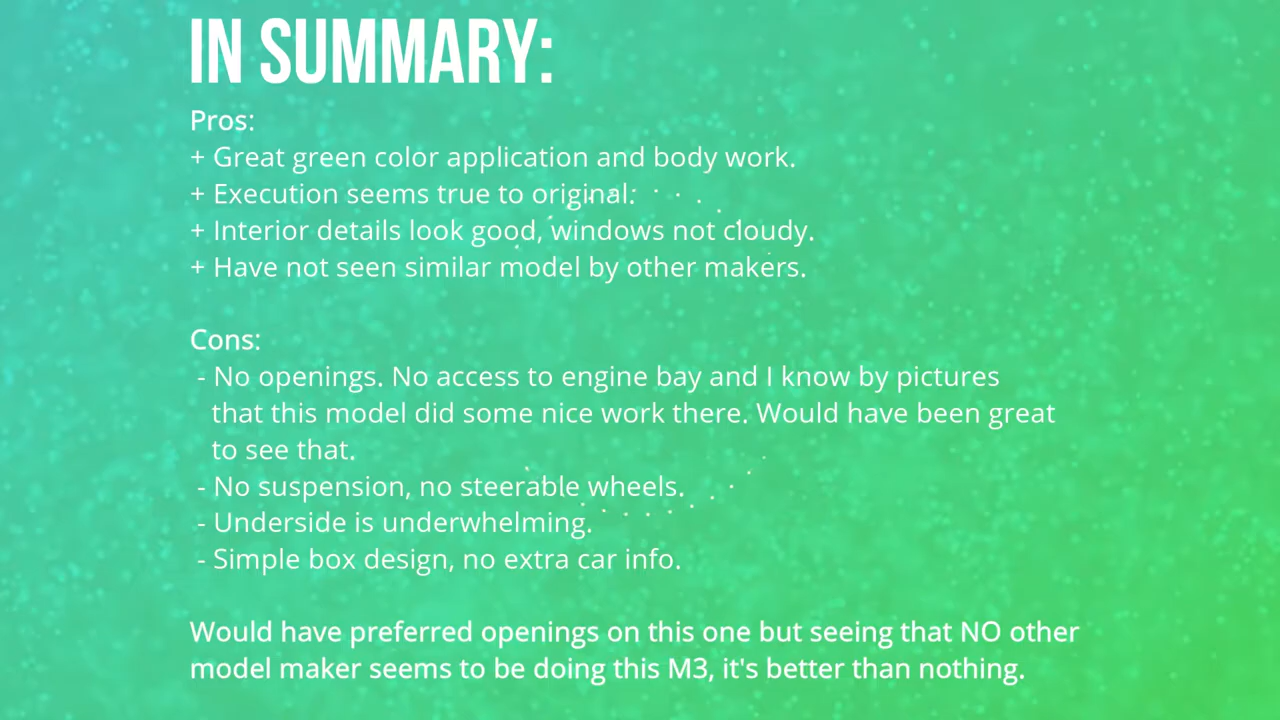 IN SUMMARY:
Pros:
+ Great green color application and body work.
+ Execution seems true to original.
+ Interior details look good, windows not cloudy.
+ Have not seen similar model by other makers.
Cons:
- No openings. No access to engine bay and I know by pictures
that this model did some nice work there. Would have been great
to see that.
- No suspension, no steerable wheels.
- Underside is underwhelming.
- Simple box design, no extra car info.
Would have preferred openings on this one but seeing that NO other
model maker seems to be doing this M3, it's better than nothing.